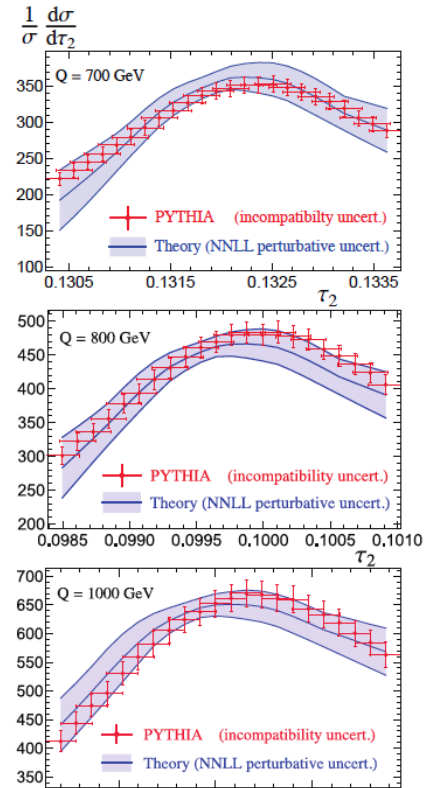 1/σ dσ/dτ₂
Q = 700 GeV
350
300
250
200
150
100
PYTHIA (incompatibilty uncert.)
Theory (NNLL perturbative uncert.)
0.1305 0.1315 0.1325 0.1335
τ₂
500
Q = 800 GeV
450
400
350
300
250
200
PYTHIA (incompatibility uncert.)
Theory (NNLL perturbative uncert.)
0.0985 0.0990 0.0995 0.1000 0.1005 0.1010
τ₂
700
Q = 1000 GeV
650
600
550
500
450
400
350
PYTHIA (incompatibility uncert.)
Theory (NNLL perturbative uncert.)